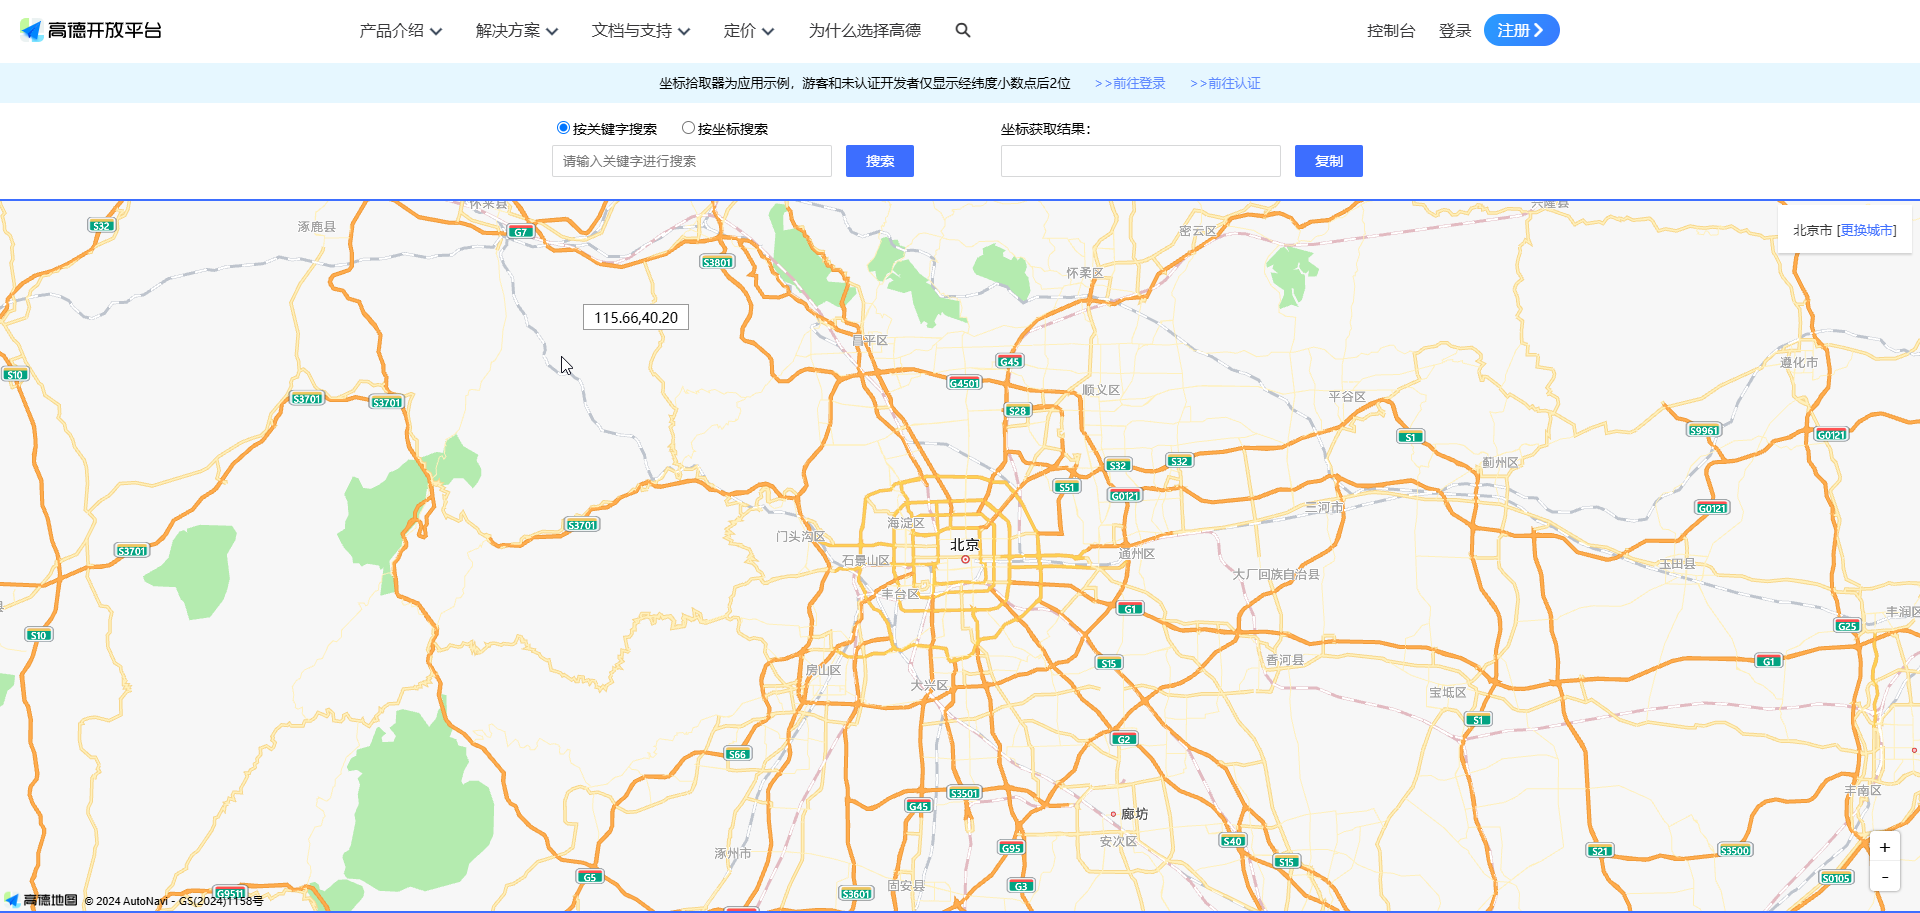 高德开放平台
产品介绍
解决方案
文档与支持
定价
为什么选择高德
控制台
登录
注册
坐标拾取器为应用示例，游客和未认证开发者仅显示经纬度小数点后2位 >>前往登录 >>前往认证
按关键字搜索
按坐标搜索
坐标获取结果：
请输入关键字进行搜索
搜索
复制
怀来县
兴隆县
S32
涿鹿县
G7
密云区
北京市 [更换城市]
S3801
怀柔区
115.66,40.20
昌平区
G45
遵化市
S10
G4501
顺义区
S3701
S3701
平谷区
S28
S9961
G0121
S1
S32
S32
蓟州区
S51
G0121
三河市
G0121
海淀区
S3701
门头沟区
北京
S3701
石景山区
通州区
玉田县
大厂回族自治县
丰台区
县
G1
丰润区
S10
G25
香河县
S15
G1
房山区
大兴区
宝坻区
S1
G2
S66
丰南区
S3501
G45
廊坊
安次区
S40
G95
S3500
S21
涿州市
S15
G5
S0105
固安县
G3
G9511
S3601
高德地图 © 2024 AutoNavi - GS(2024)1158号
+
-